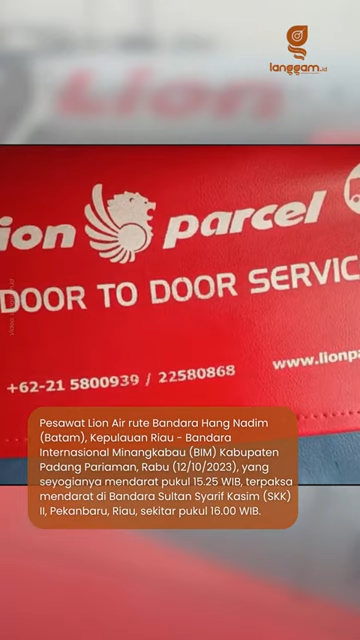 langgam.id
Lion
ion parcel
DOOR TO DOOR SERVIC
+62-21 5800939 / 22580868
www.lionpa
Pesawat Lion Air rute Bandara Hang Nadim
(Batam), Kepulauan Riau - Bandara
Internasional Minangkabau (BIM) Kabupaten
Padang Pariaman, Rabu (12/10/2023), yang
seyogianya mendarat pukul 15.25 WIB, terpaksa
mendarat di Bandara Sultan Syarif Kasim (SKK)
II, Pekanbaru, Riau, sekitar pukul 16.00 WIB.